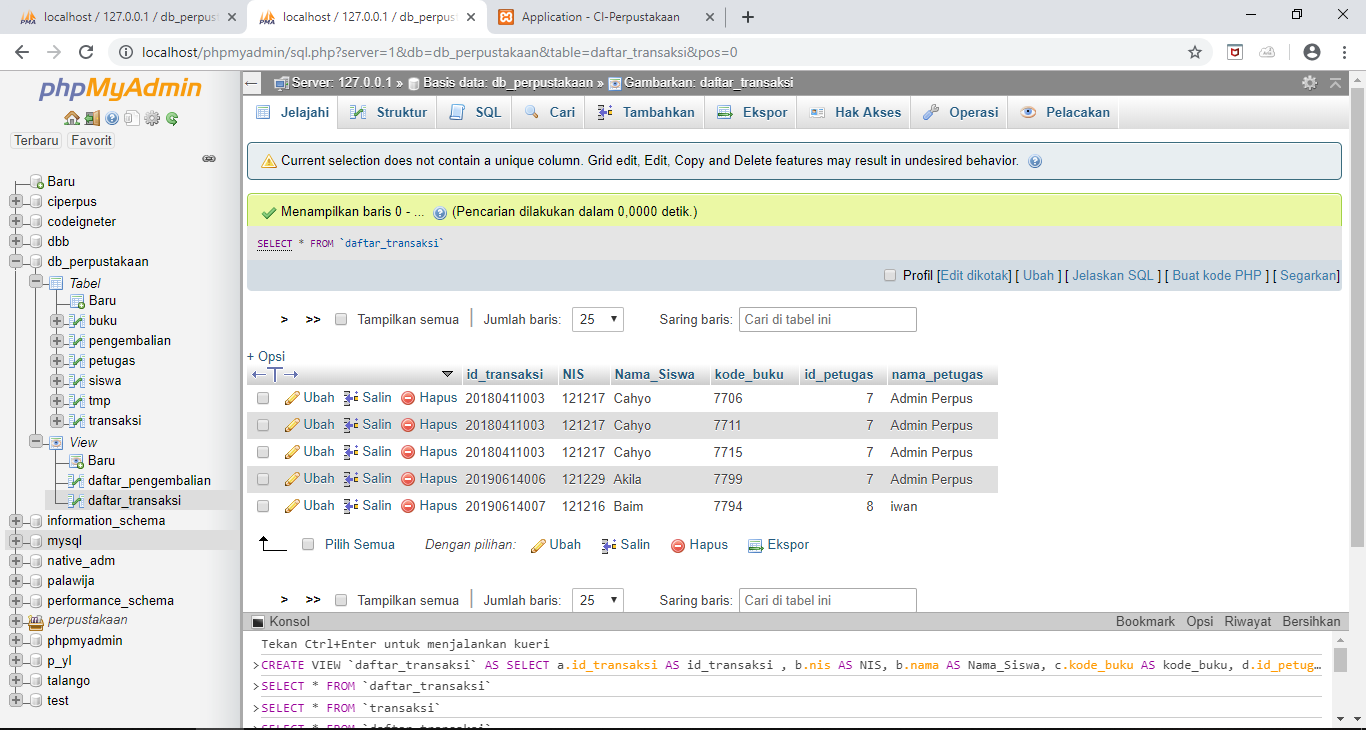 localhost / 127.0.0.1 / db_perpust
localhost / 127.0.0.1 / db_perpust
Application - CI-Perpustakaan
localhost/phpmyadmin/sql.php?server=1&db=db_perpustakaan&table=daftar_transaksi&pos=0
phpMyAdmin
Terbaru Favorit
Baru
ciperpus
codeigneter
dbb
db_perpustakaan
Tabel
Baru
buku
pengembalian
petugas
siswa
tmp
transaksi
View
Baru
daftar_pengembalian
daftar_transaksi
information_schema
mysql
native_adm
palawija
performance_schema
perpustakaan
phpmyadmin
p_yl
talango
test
Server: 127.0.0.1 » Basis data: db_perpustakaan » Gambarkan: daftar_transaksi
Jelajahi Struktur SQL Cari Tambahkan Ekspor Hak Akses Operasi Pelacakan
Current selection does not contain a unique column. Grid edit, Edit, Copy and Delete features may result in undesired behavior.
Menampilkan baris 0 - ... (Pencarian dilakukan dalam 0,0000 detik.)
SELECT * FROM `daftar_transaksi`
Profil [Edit dikotak] [ Ubah ] [ Jelaskan SQL ] [ Buat kode PHP ] [ Segarkan]
> >> Tampilkan semua | Jumlah baris: 25 Saring baris: Cari di tabel ini
+ Opsi
←T→ id_transaksi NIS Nama_Siswa kode_buku id_petugas nama_petugas
Ubah Salin Hapus 20180411003 121217 Cahyo 7706 7 Admin Perpus
Ubah Salin Hapus 20180411003 121217 Cahyo 7711 7 Admin Perpus
Ubah Salin Hapus 20180411003 121217 Cahyo 7715 7 Admin Perpus
Ubah Salin Hapus 20190614006 121229 Akila 7799 7 Admin Perpus
Ubah Salin Hapus 20190614007 121216 Baim 7794 8 iwan
Pilih Semua Dengan pilihan: Ubah Salin Hapus Ekspor
> >> Tampilkan semua | Jumlah baris: 25 Saring baris: Cari di tabel ini
Konsol Bookmark Opsi Riwayat Bersihkan
Tekan Ctrl+Enter untuk menjalankan kueri
>CREATE VIEW `daftar_transaksi` AS SELECT a.id_transaksi AS id_transaksi , b.nis AS NIS, b.nama AS Nama_Siswa, c.kode_buku AS kode_buku, d.id_petug…
>SELECT * FROM `daftar_transaksi`
>SELECT * FROM `transaksi`
>SELECT * FROM `daftar_transaksi`